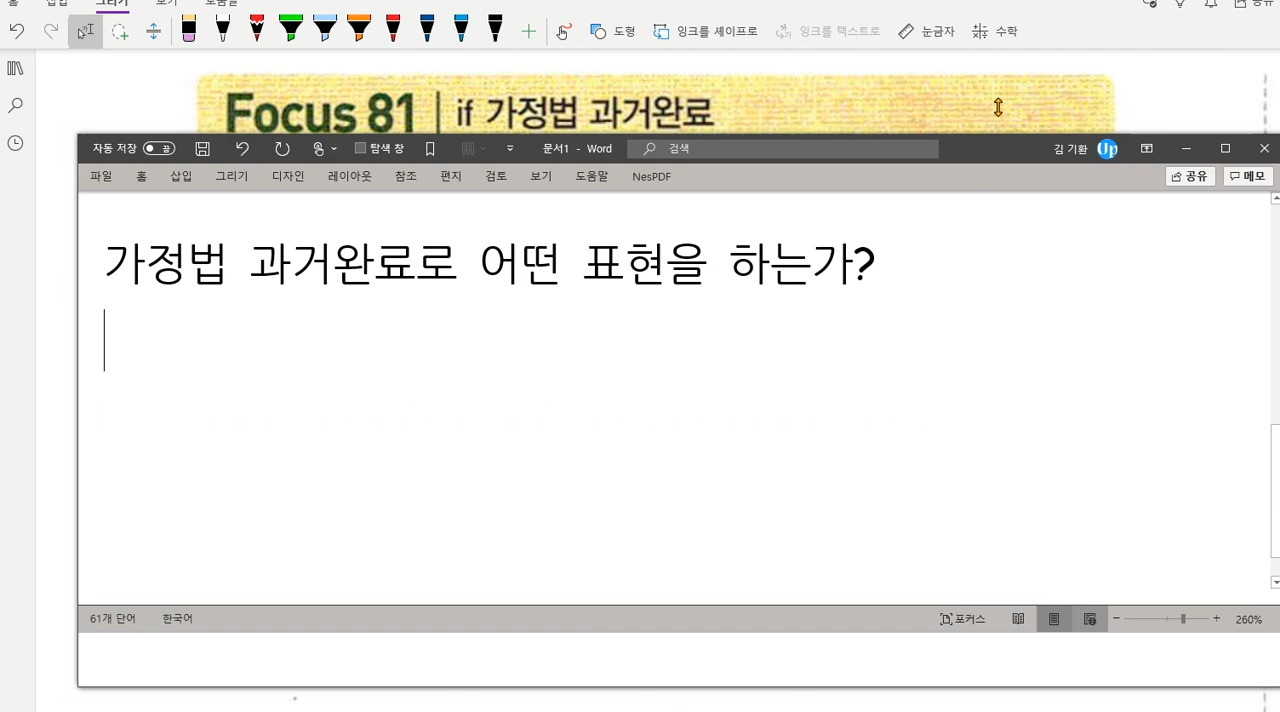 그리기
도형
잉크를 셰이프로
잉크를 텍스트로
눈금자
수학
Focus 81 | if 가정법 과거완료
자동 저장 끔
탐색 창
문서1 - Word
검색
김 기환
Up
파일 홈 삽입 그리기 디자인 레이아웃 참조 편지 검토 보기 도움말 NesPDF
공유
메모
가정법 과거완료로 어떤 표현을 하는가?
61개 단어
한국어
포커스
260%